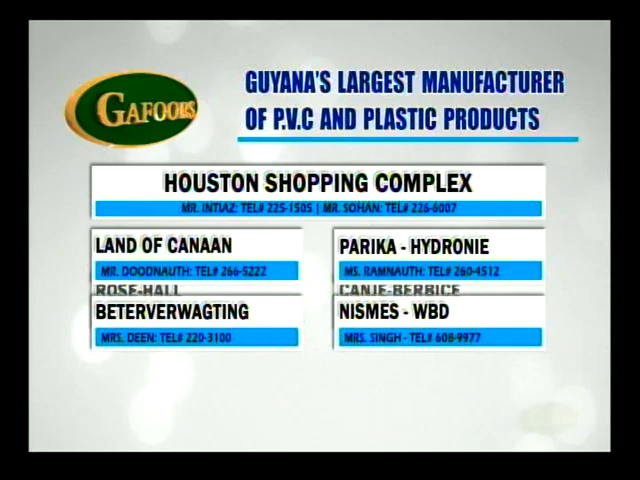 GAFOORS
GUYANA'S LARGEST MANUFACTURER
OF P.V.C AND PLASTIC PRODUCTS
HOUSTON SHOPPING COMPLEX
MR. INTIAZ: TEL# 225-1505 | MR. SOHAN: TEL# 226-6007
LAND OF CANAAN
MR. DOODNAUTH: TEL# 266-5222
PARIKA - HYDRONIE
MS. RAMNAUTH: TEL# 260-4512
ROSE-HALL
CANJE-BERBICE
BETERVERWAGTING
MRS. DEEN: TEL# 220-3100
NISMES - WBD
MRS. SINGH - TEL# 608-9977